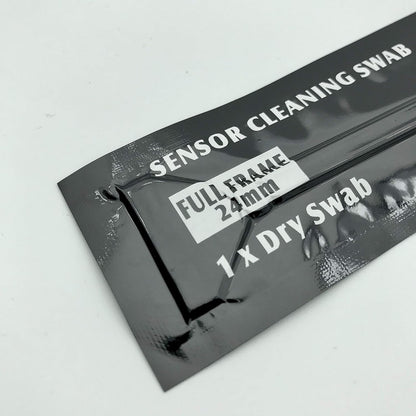 SENSOR CLEANING SWAB
FULL FRAME
24mm
1 x Dry Swab